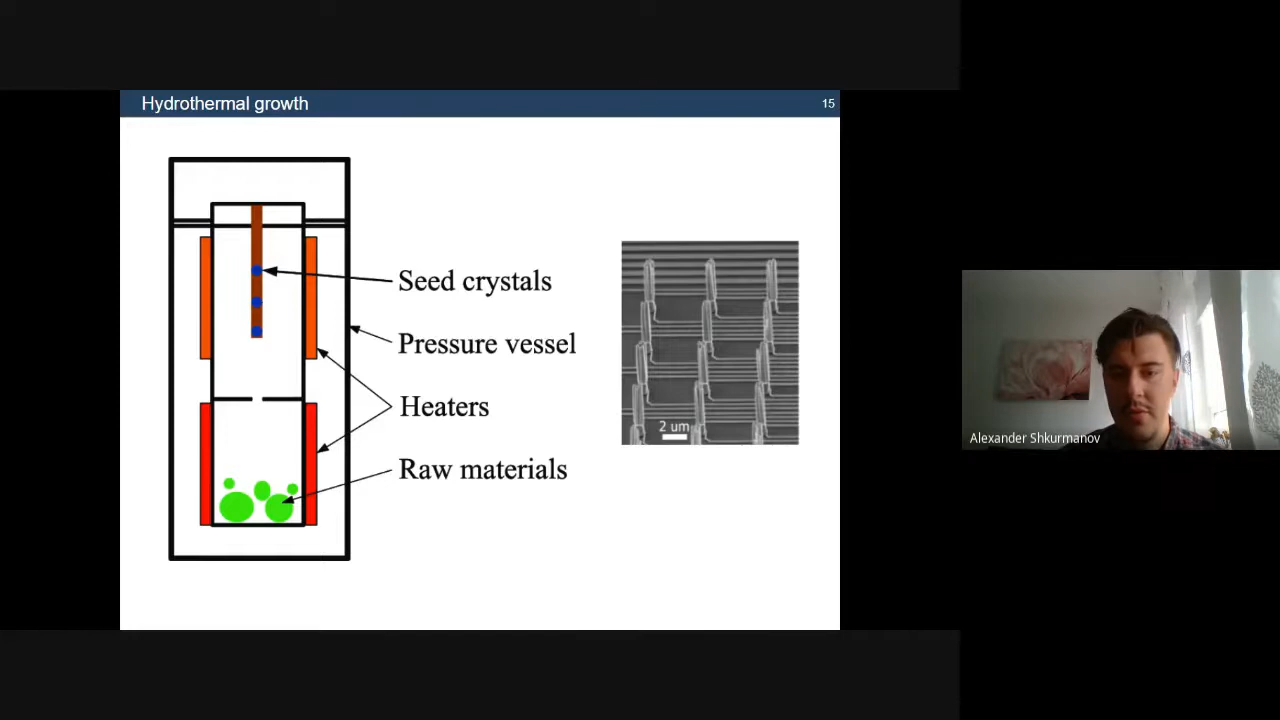 Hydrothermal growth
15
Seed crystals
Pressure vessel
Heaters
Raw materials
2 um
Alexander Shkurmanov